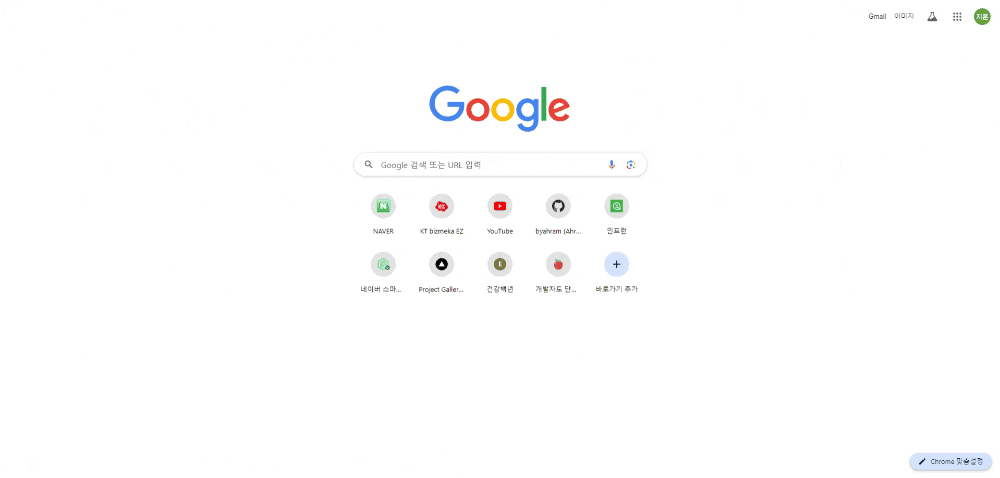 Gmail 이미지 지훈
Google
Google 검색 또는 URL 입력
NAVER KT bizmeka EZ YouTube byahram (Ahr... 인프런
네이버 스마... Project Galler... 건강백년 개발자도 단... 바로가기 추가
Chrome 맞춤설정